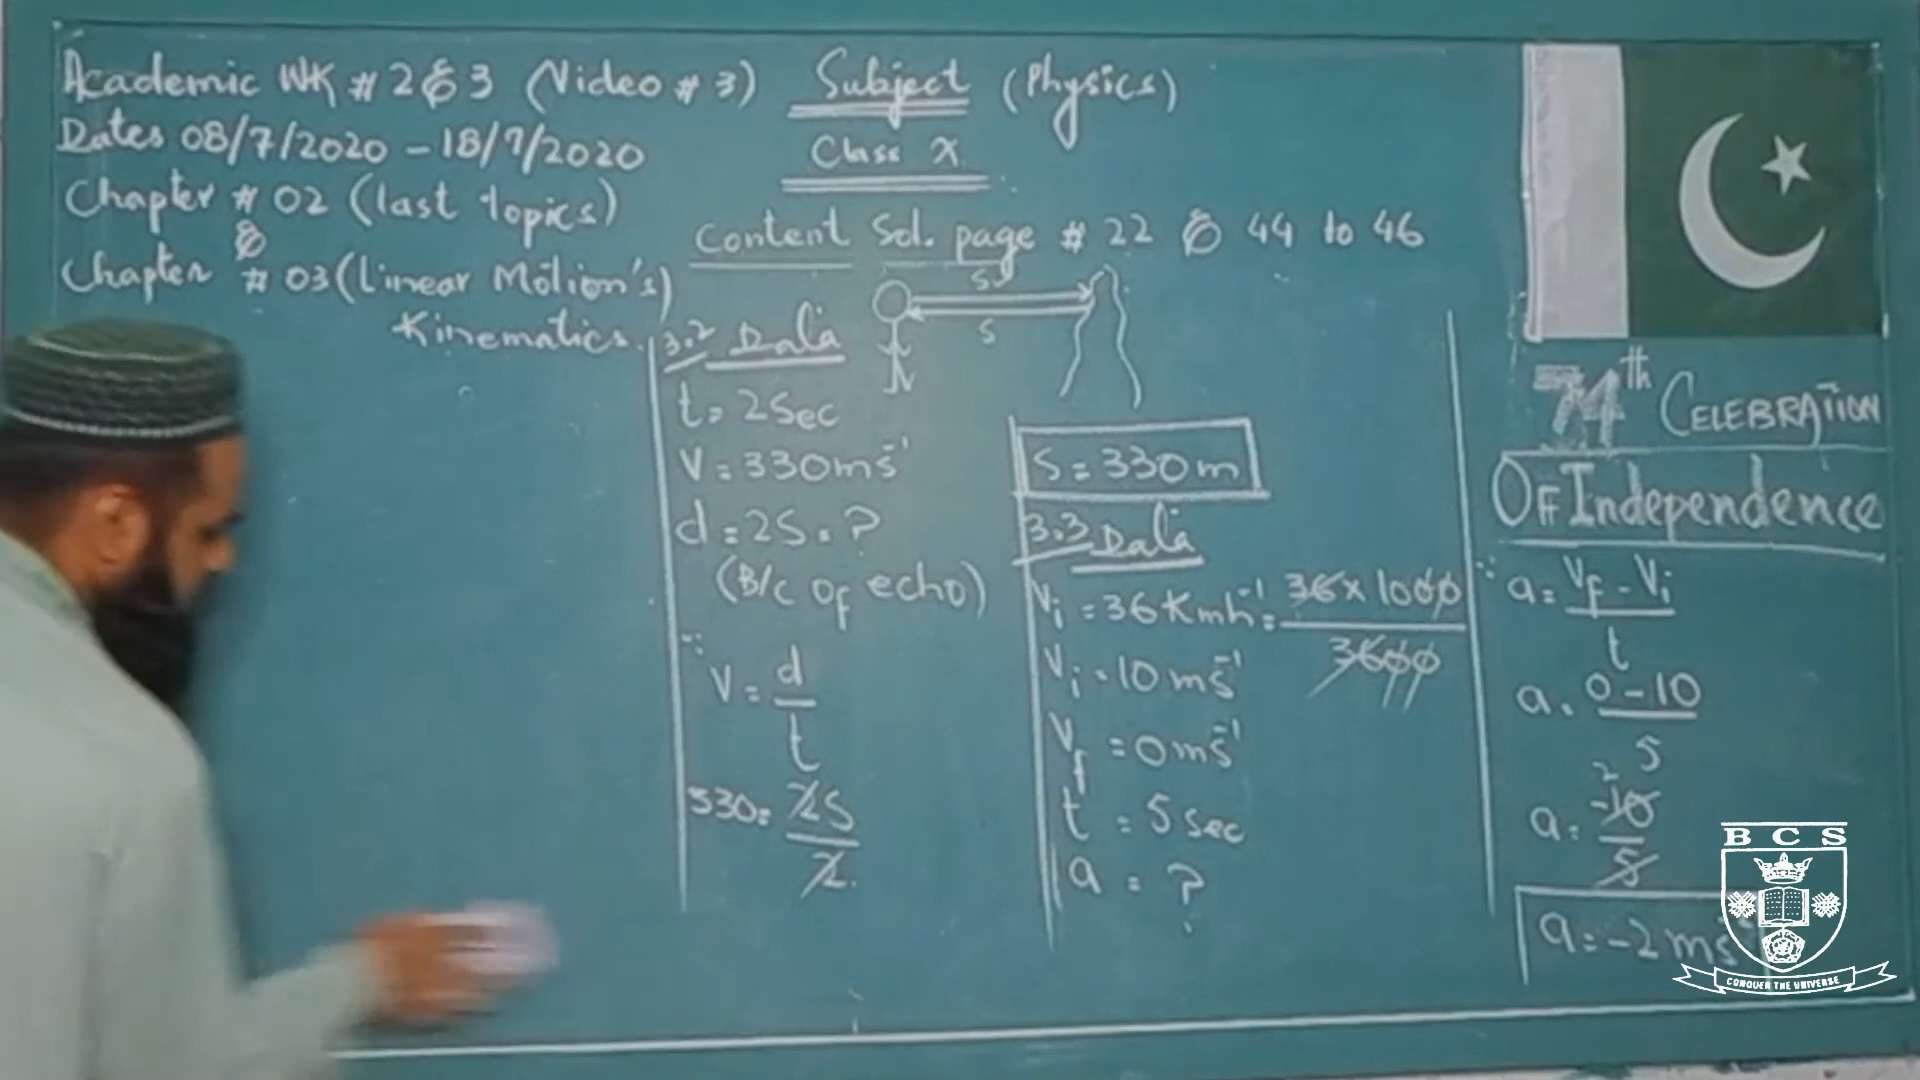 Academic WK # 2 & 3 (Video # 3)
Dates 08/7/2020 - 18/7/2020
Chapter # 02 (last topics)
&
Chapter # 03 (Linear Motion's)
Kinematics.
Subject (Physics)
Class X
Content Sol. page # 22 & 44 to 46
S
S
3.2 Data
t = 2 Sec
V = 330 ms⁻¹
d = 2S = ?
(B/c of echo)
∵ V = d/t
330 = 2S/2
S = 330 m
3.3 Data
Vi = 36 Kmh⁻¹ = 36 x 1000/3600
Vi = 10 ms⁻¹
Vf = 0 ms⁻¹
t = 5 sec
a = ?
74th CELEBRATION
OF Independence
∵ a = Vf - Vi/t
a = 0 - 10/5
2
a = -10/5
a = -2 ms
BCS
CONQUER THE UNIVERSE